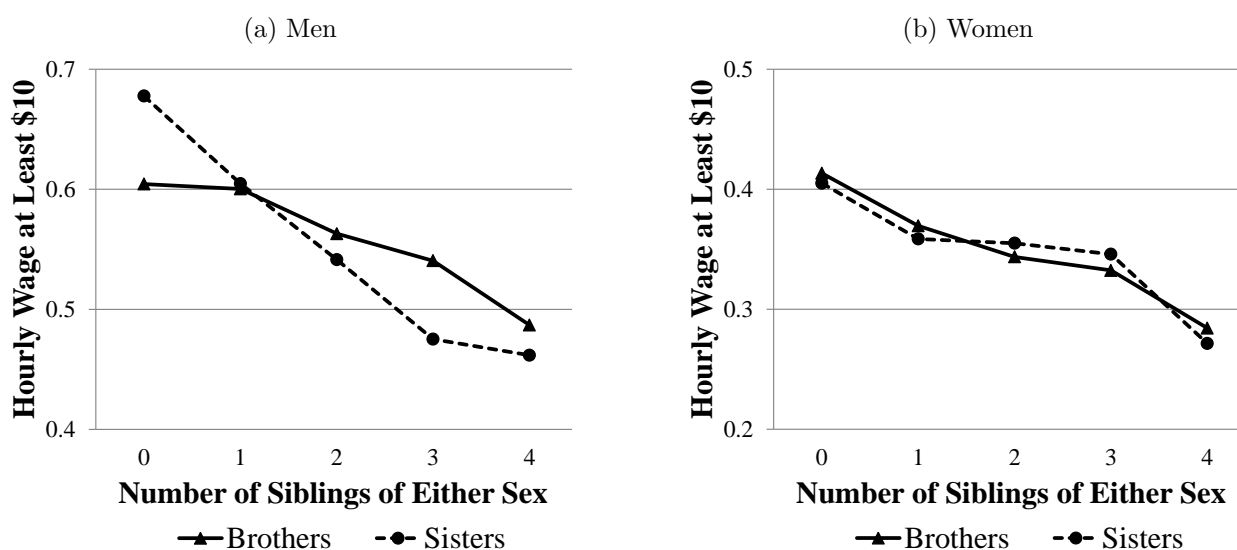 (a) Men
Hourly Wage at Least $10
0.7
0.6
0.5
0.4
0 1 2 3 4
Number of Siblings of Either Sex
Brothers Sisters
(b) Women
Hourly Wage at Least $10
0.5
0.4
0.3
0.2
0 1 2 3 4
Number of Siblings of Either Sex
Brothers Sisters